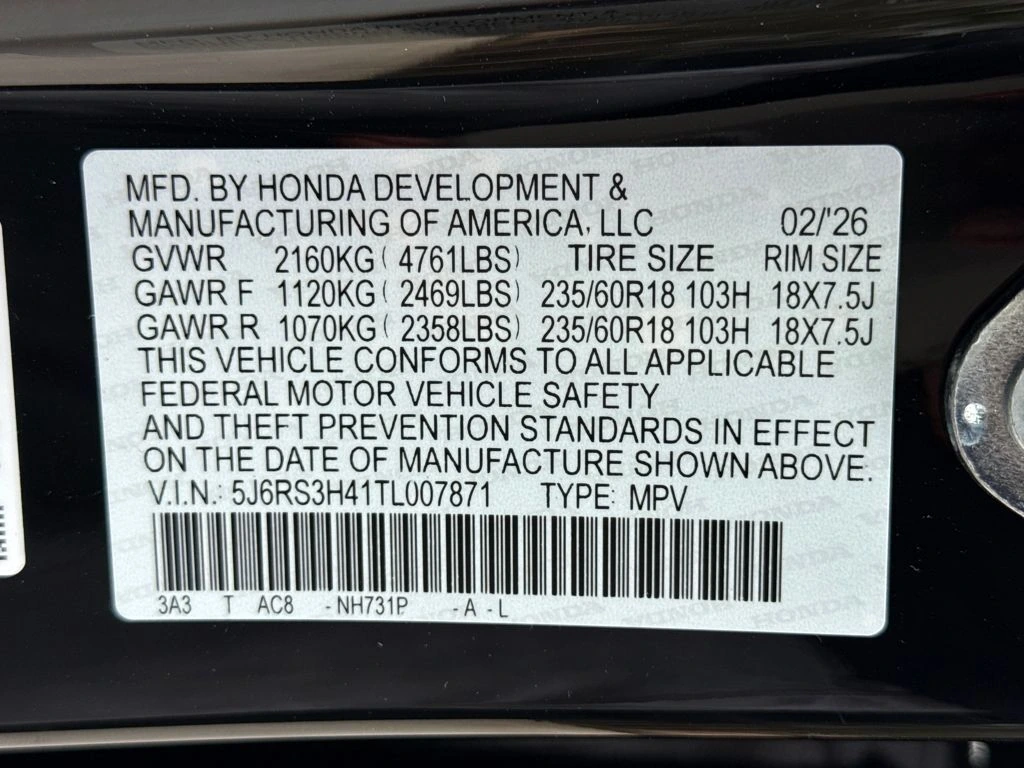 MFD. BY HONDA DEVELOPMENT &
MANUFACTURING OF AMERICA, LLC 02/'26
GVWR 2160KG ( 4761LBS) TIRE SIZE RIM SIZE
GAWR F 1120KG ( 2469LBS) 235/60R18 103H 18X7.5J
GAWR R 1070KG ( 2358LBS) 235/60R18 103H 18X7.5J
THIS VEHICLE CONFORMS TO ALL APPLICABLE
FEDERAL MOTOR VEHICLE SAFETY
AND THEFT PREVENTION STANDARDS IN EFFECT
ON THE DATE OF MANUFACTURE SHOWN ABOVE.
V.I.N.: 5J6RS3H41TL007871 TYPE: MPV
3A3 T AC8 -NH731P -A-L